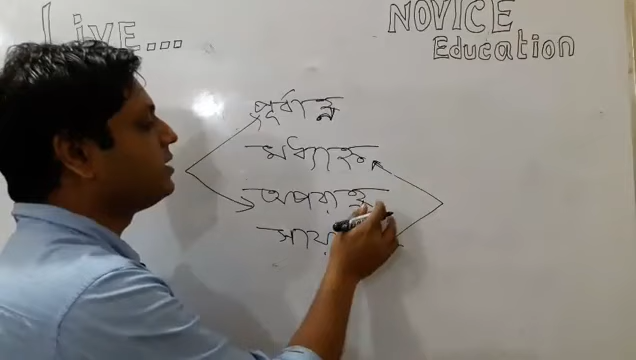 Live...
NOVICE
Education
পূর্বাহ্ণ
মধ্যাহ্ন
অপরাহ্ণ